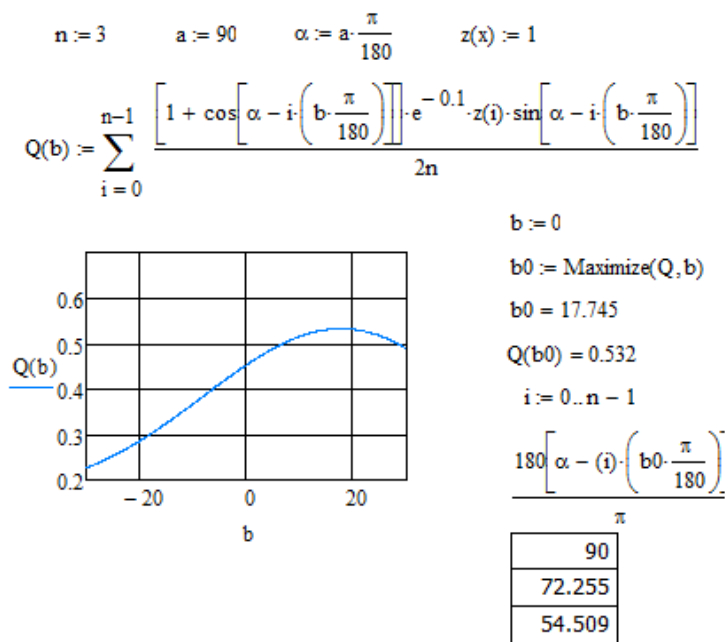 n := 3 a := 90 α := a·π/180 z(x) := 1
Q(b) := ∑_{i = 0}^{n−1} [1 + cos[α − i·(b·π/180)]]·e^{−0.1}·z(i)·sin[α − i·(b·π/180)] / 2n
b := 0
b0 := Maximize(Q, b)
b0 = 17.745
Q(b0) = 0.532
i := 0..n − 1
180[α − (i)·(b0·π/180)] / π
90
72.255
54.509
0.6
0.5
Q(b)
0.4
0.3
0.2
−20 0 20
b